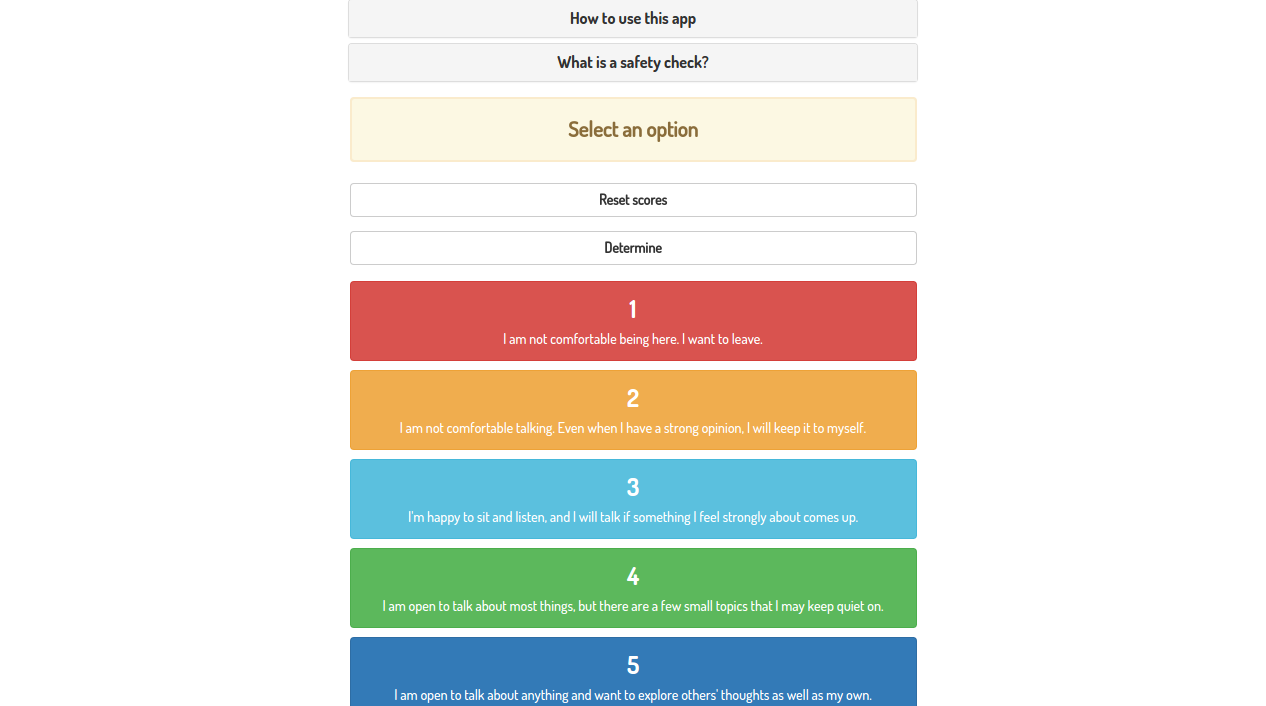 How to use this app
What is a safety check?
Select an option
Reset scores
Determine
1
I am not comfortable being here. I want to leave.
2
I am not comfortable talking. Even when I have a strong opinion, I will keep it to myself.
3
I'm happy to sit and listen, and I will talk if something I feel strongly about comes up.
4
I am open to talk about most things, but there are a few small topics that I may keep quiet on.
5
I am open to talk about anything and want to explore others' thoughts as well as my own.